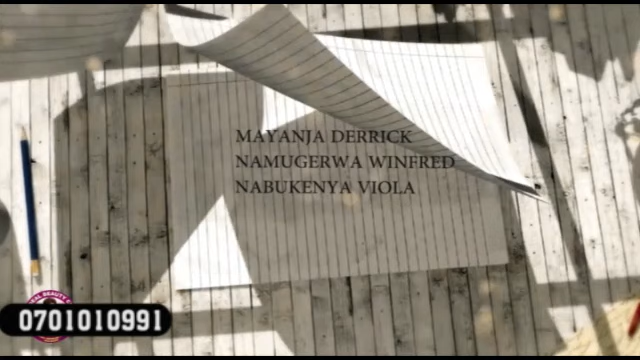 MAYANJA DERRICK
NAMUGERWA WINFRED
NABUKENYA VIOLA
0701010991